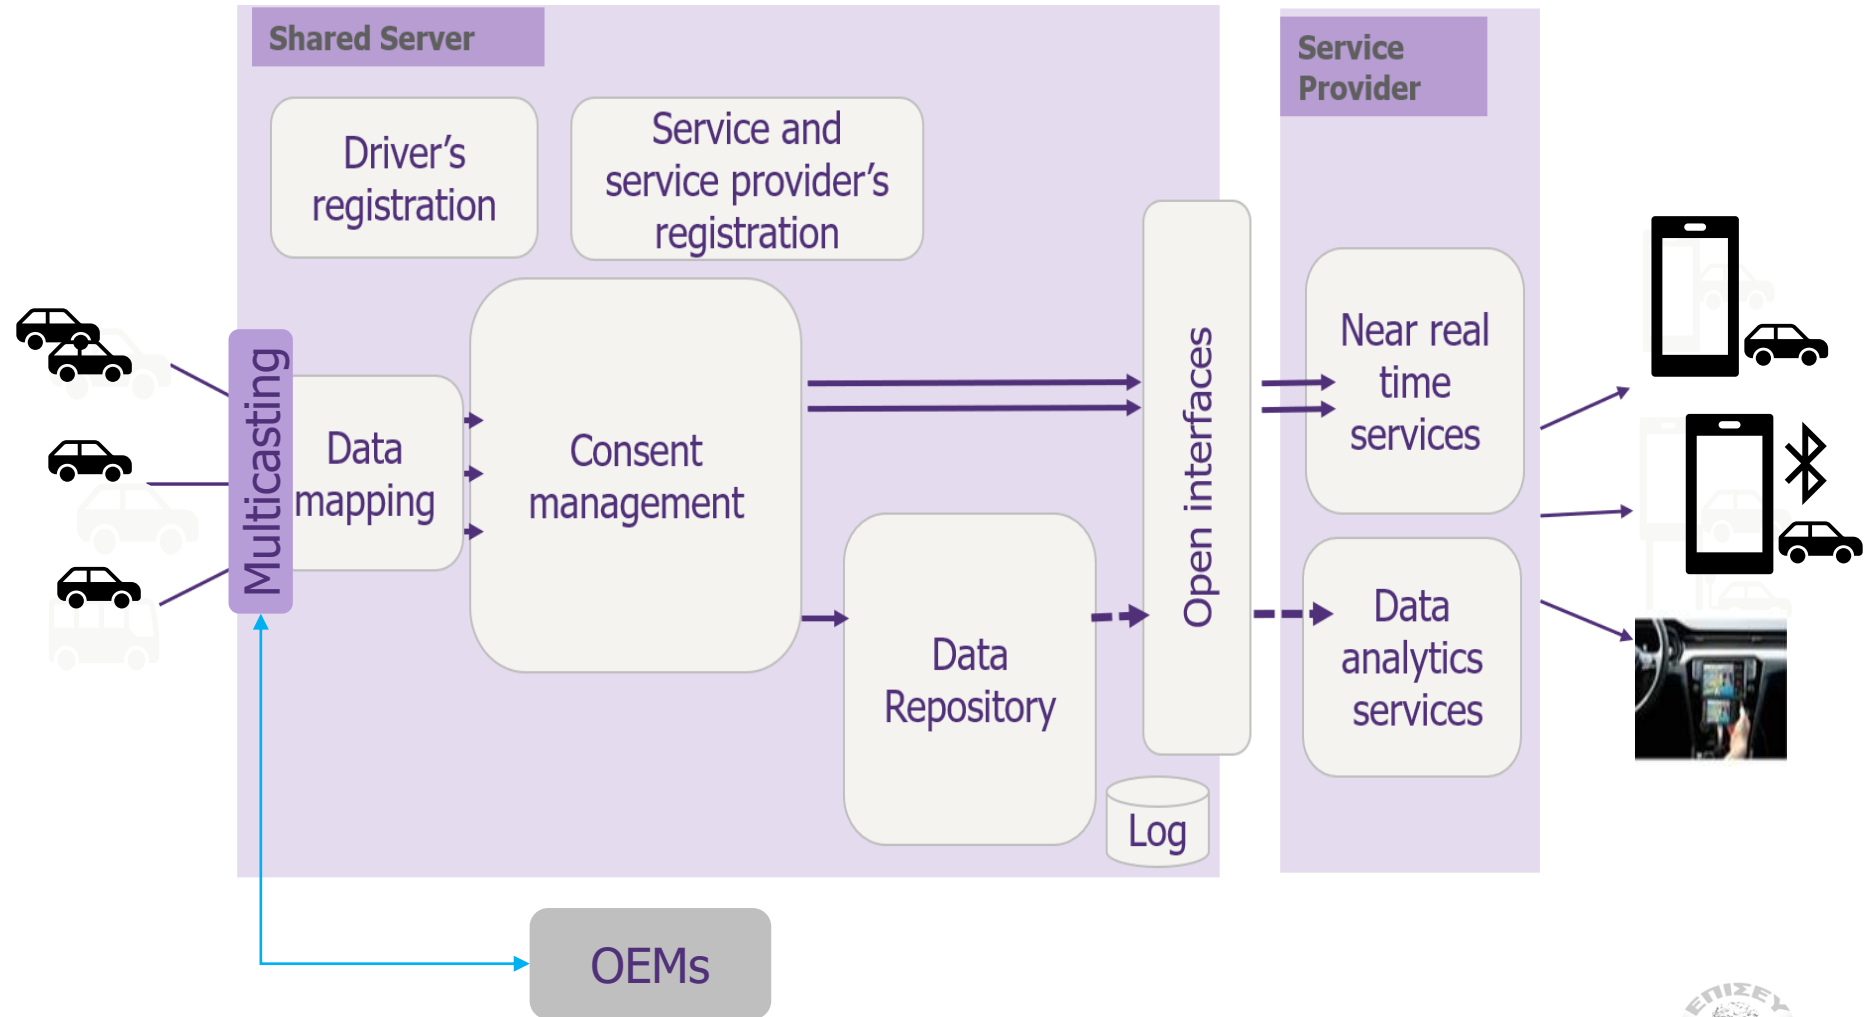 Shared Server
Service
Provider
Driver’s
registration
Service and
service provider’s
registration
Multicasting
Data
mapping
Consent
management
Data
Repository
Open interfaces
Log
Near real
time
services
Data
analytics
services
OEMs
ΕΠΙΣΕΥ